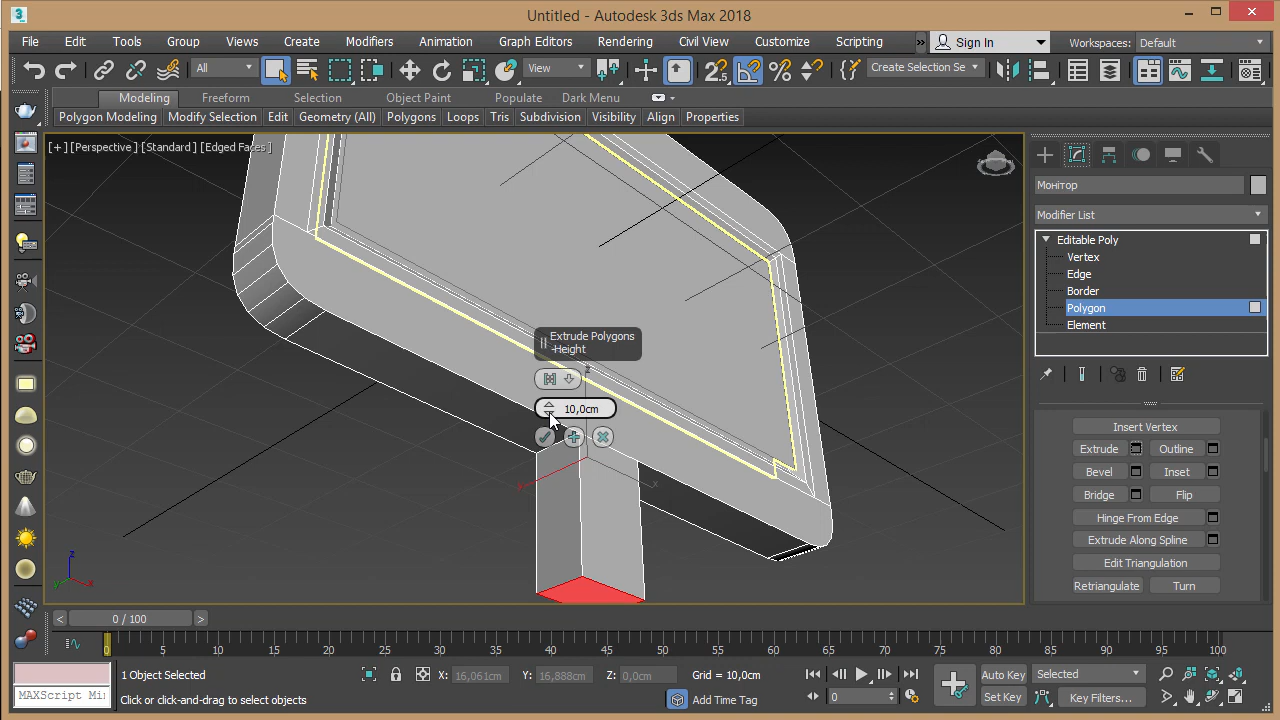 Untitled - Autodesk 3ds Max 2018
File Edit Tools Group Views Create Modifiers Animation Graph Editors Rendering Civil View Customize Scripting » Sign In Workspaces: Default
All View Create Selection Se
Modeling Freeform Selection Object Paint Populate Dark Menu
Polygon Modeling Modify Selection Edit Geometry (All) Polygons Loops Tris Subdivision Visibility Align Properties
[+] [Perspective] [Standard] [Edged Faces]
Монітор
Modifier List
Editable Poly
Vertex
Edge
Border
Polygon
Element
Extrude Polygons
-Height
10,0cm
z
x
z
y x
Insert Vertex
Extrude Outline
Bevel Inset
Bridge Flip
Hinge From Edge
Extrude Along Spline
Edit Triangulation
Retriangulate Turn
< 0 / 100 >
0 5 10 15 20 25 30 35 40 45 50 55 60 65 70 75 80 85 90 95 100
1 Object Selected X: 16,061cm Y: 16,888cm Z: 0,0cm Grid = 10,0cm Auto Key Selected
MAXScript Mi Click or click-and-drag to select objects Add Time Tag 0 Set Key Key Filters...